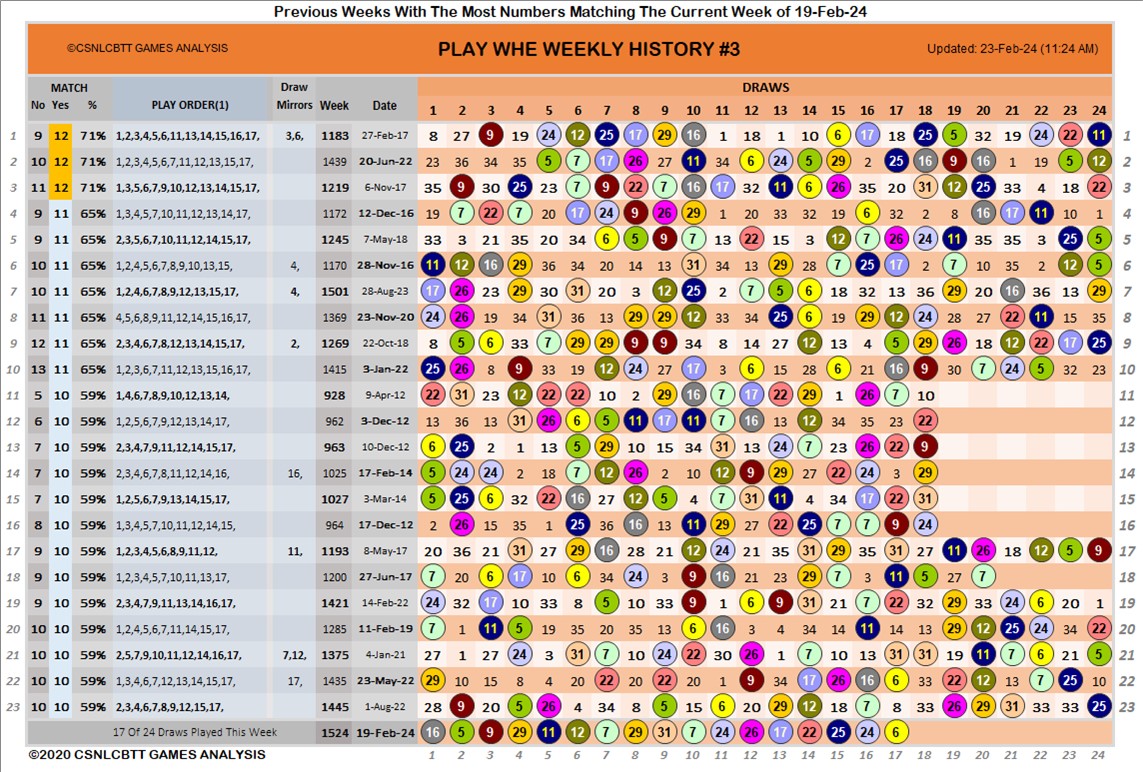 Previous Weeks With The Most Numbers Matching The Current Week of 19-Feb-24
©CSNLCBTT GAMES ANALYSIS PLAY WHE WEEKLY HISTORY #3 Updated: 23-Feb-24 (11:24 AM)
MATCH Draw DRAWS
No Yes % PLAY ORDER(1) Mirrors Week Date 1 2 3 4 5 6 7 8 9 10 11 12 13 14 15 16 17 18 19 20 21 22 23 24
1 9 12 71% 1,2,3,4,5,6,11,13,14,15,16,17, 3,6, 1183 27-Feb-17 8 27 9 19 24 12 25 17 29 16 1 18 1 10 6 17 18 25 5 32 19 24 22 11 1
2 10 12 71% 1,2,3,4,5,6,7,11,12,13,15,17, 1439 20-Jun-22 23 36 34 35 5 7 17 26 27 11 34 6 24 5 29 2 25 16 9 16 1 19 5 12 2
3 11 12 71% 1,3,5,6,7,9,10,12,13,14,15,17, 1219 6-Nov-17 35 9 30 25 23 7 9 22 7 16 17 32 11 6 26 35 20 31 12 25 33 4 18 22 3
4 9 11 65% 1,3,4,5,7,10,11,12,13,14,17, 1172 12-Dec-16 19 7 22 7 20 17 24 9 26 29 1 20 33 32 19 6 32 2 8 16 17 11 10 1 4
5 9 11 65% 2,3,5,6,7,10,11,12,14,15,17, 1245 7-May-18 33 3 21 35 20 34 6 5 9 7 13 22 15 3 12 7 26 24 11 35 35 3 25 5 5
6 10 11 65% 1,2,4,5,6,7,8,9,10,13,15, 4, 1170 28-Nov-16 11 12 16 29 36 34 20 14 13 31 34 13 29 28 7 25 17 2 7 10 35 2 12 5 6
7 10 11 65% 1,2,4,6,7,8,9,12,13,15,17, 4, 1501 28-Aug-23 17 26 23 29 30 31 20 3 12 25 2 7 5 6 18 32 13 36 29 20 16 36 13 29 7
8 11 11 65% 4,5,6,8,9,11,12,14,15,16,17, 1369 23-Nov-20 24 26 19 34 31 36 13 29 29 12 33 34 25 6 16 29 12 24 28 27 22 11 15 35 8
9 12 11 65% 2,3,4,6,7,8,12,13,14,15,17, 2, 1269 22-Oct-18 8 5 6 33 7 29 29 9 9 34 8 14 27 12 13 4 5 29 26 18 12 22 17 25 9
10 13 11 65% 1,2,3,4,6,7,11,12,13,15,16,17, 1415 3-Jan-22 25 26 8 9 33 19 12 24 27 17 3 6 15 28 6 21 16 9 30 7 24 5 32 23 10
11 5 10 59% 1,4,6,7,8,9,10,12,13,14, 928 9-Apr-12 22 31 23 12 22 22 10 2 29 16 7 17 22 29 1 26 7 10 11
12 6 10 59% 1,2,5,6,7,9,12,13,14,17, 962 3-Dec-12 13 36 13 31 26 6 5 11 17 11 7 16 13 12 34 35 23 22 12
13 7 10 59% 2,3,4,7,9,11,12,14,15,17, 963 10-Dec-12 6 25 2 1 13 5 29 10 15 34 31 13 24 7 23 26 22 9 13
14 7 10 59% 2,3,4,6,7,8,11,12,14,16, 16, 1025 17-Feb-14 5 24 24 2 18 7 12 26 2 10 12 9 29 27 22 24 3 29 14
15 7 10 59% 1,2,5,6,7,9,13,14,15,17, 1027 3-Mar-14 5 25 6 32 22 16 27 12 5 4 7 31 11 4 34 17 22 31 15
16 8 10 59% 1,3,4,5,7,10,11,12,14,15, 964 17-Dec-12 2 26 15 35 1 25 36 16 13 11 29 27 22 25 7 7 9 24 16
17 9 10 59% 1,2,3,4,5,6,8,9,11,12, 11, 1193 8-May-17 20 36 21 31 27 29 16 28 21 12 24 21 35 31 29 35 31 27 11 26 18 12 5 9 17
18 9 10 59% 1,2,3,4,5,7,10,11,13,17, 1200 27-Jun-17 7 20 6 17 10 6 34 24 3 9 16 21 23 29 7 3 11 5 27 7 18
19 9 10 59% 2,3,4,7,9,11,13,14,16,17, 1421 14-Feb-22 24 32 17 10 33 8 5 10 33 9 1 6 9 31 21 7 22 32 29 33 24 6 20 1 19
20 10 10 59% 1,2,4,5,6,7,11,14,15,17, 1285 11-Feb-19 7 1 11 5 19 35 20 35 13 6 16 3 4 34 14 11 14 13 29 12 25 24 34 22 20
21 10 10 59% 2,5,7,9,10,11,12,14,16,17, 7,12, 1375 4-Jan-21 27 1 27 24 3 31 7 10 24 22 30 26 1 7 10 13 31 31 19 11 7 6 21 5 21
22 10 10 59% 1,3,4,6,7,12,13,14,15,17, 17, 1435 23-May-22 29 10 15 8 4 20 22 20 22 20 1 9 34 17 26 16 6 33 22 12 13 7 25 10 22
23 10 10 59% 2,3,4,6,7,8,9,12,15,17, 1445 1-Aug-22 28 9 20 5 26 4 34 8 5 15 6 20 29 12 18 7 8 33 26 29 31 33 33 25 23
17 Of 24 Draws Played This Week 1524 19-Feb-24 16 5 9 29 11 12 7 29 31 7 24 26 17 22 25 24 6
©2020 CSNLCBTT GAMES ANALYSIS 1 2 3 4 5 6 7 8 9 10 11 12 13 14 15 16 17 18 19 20 21 22 23 24